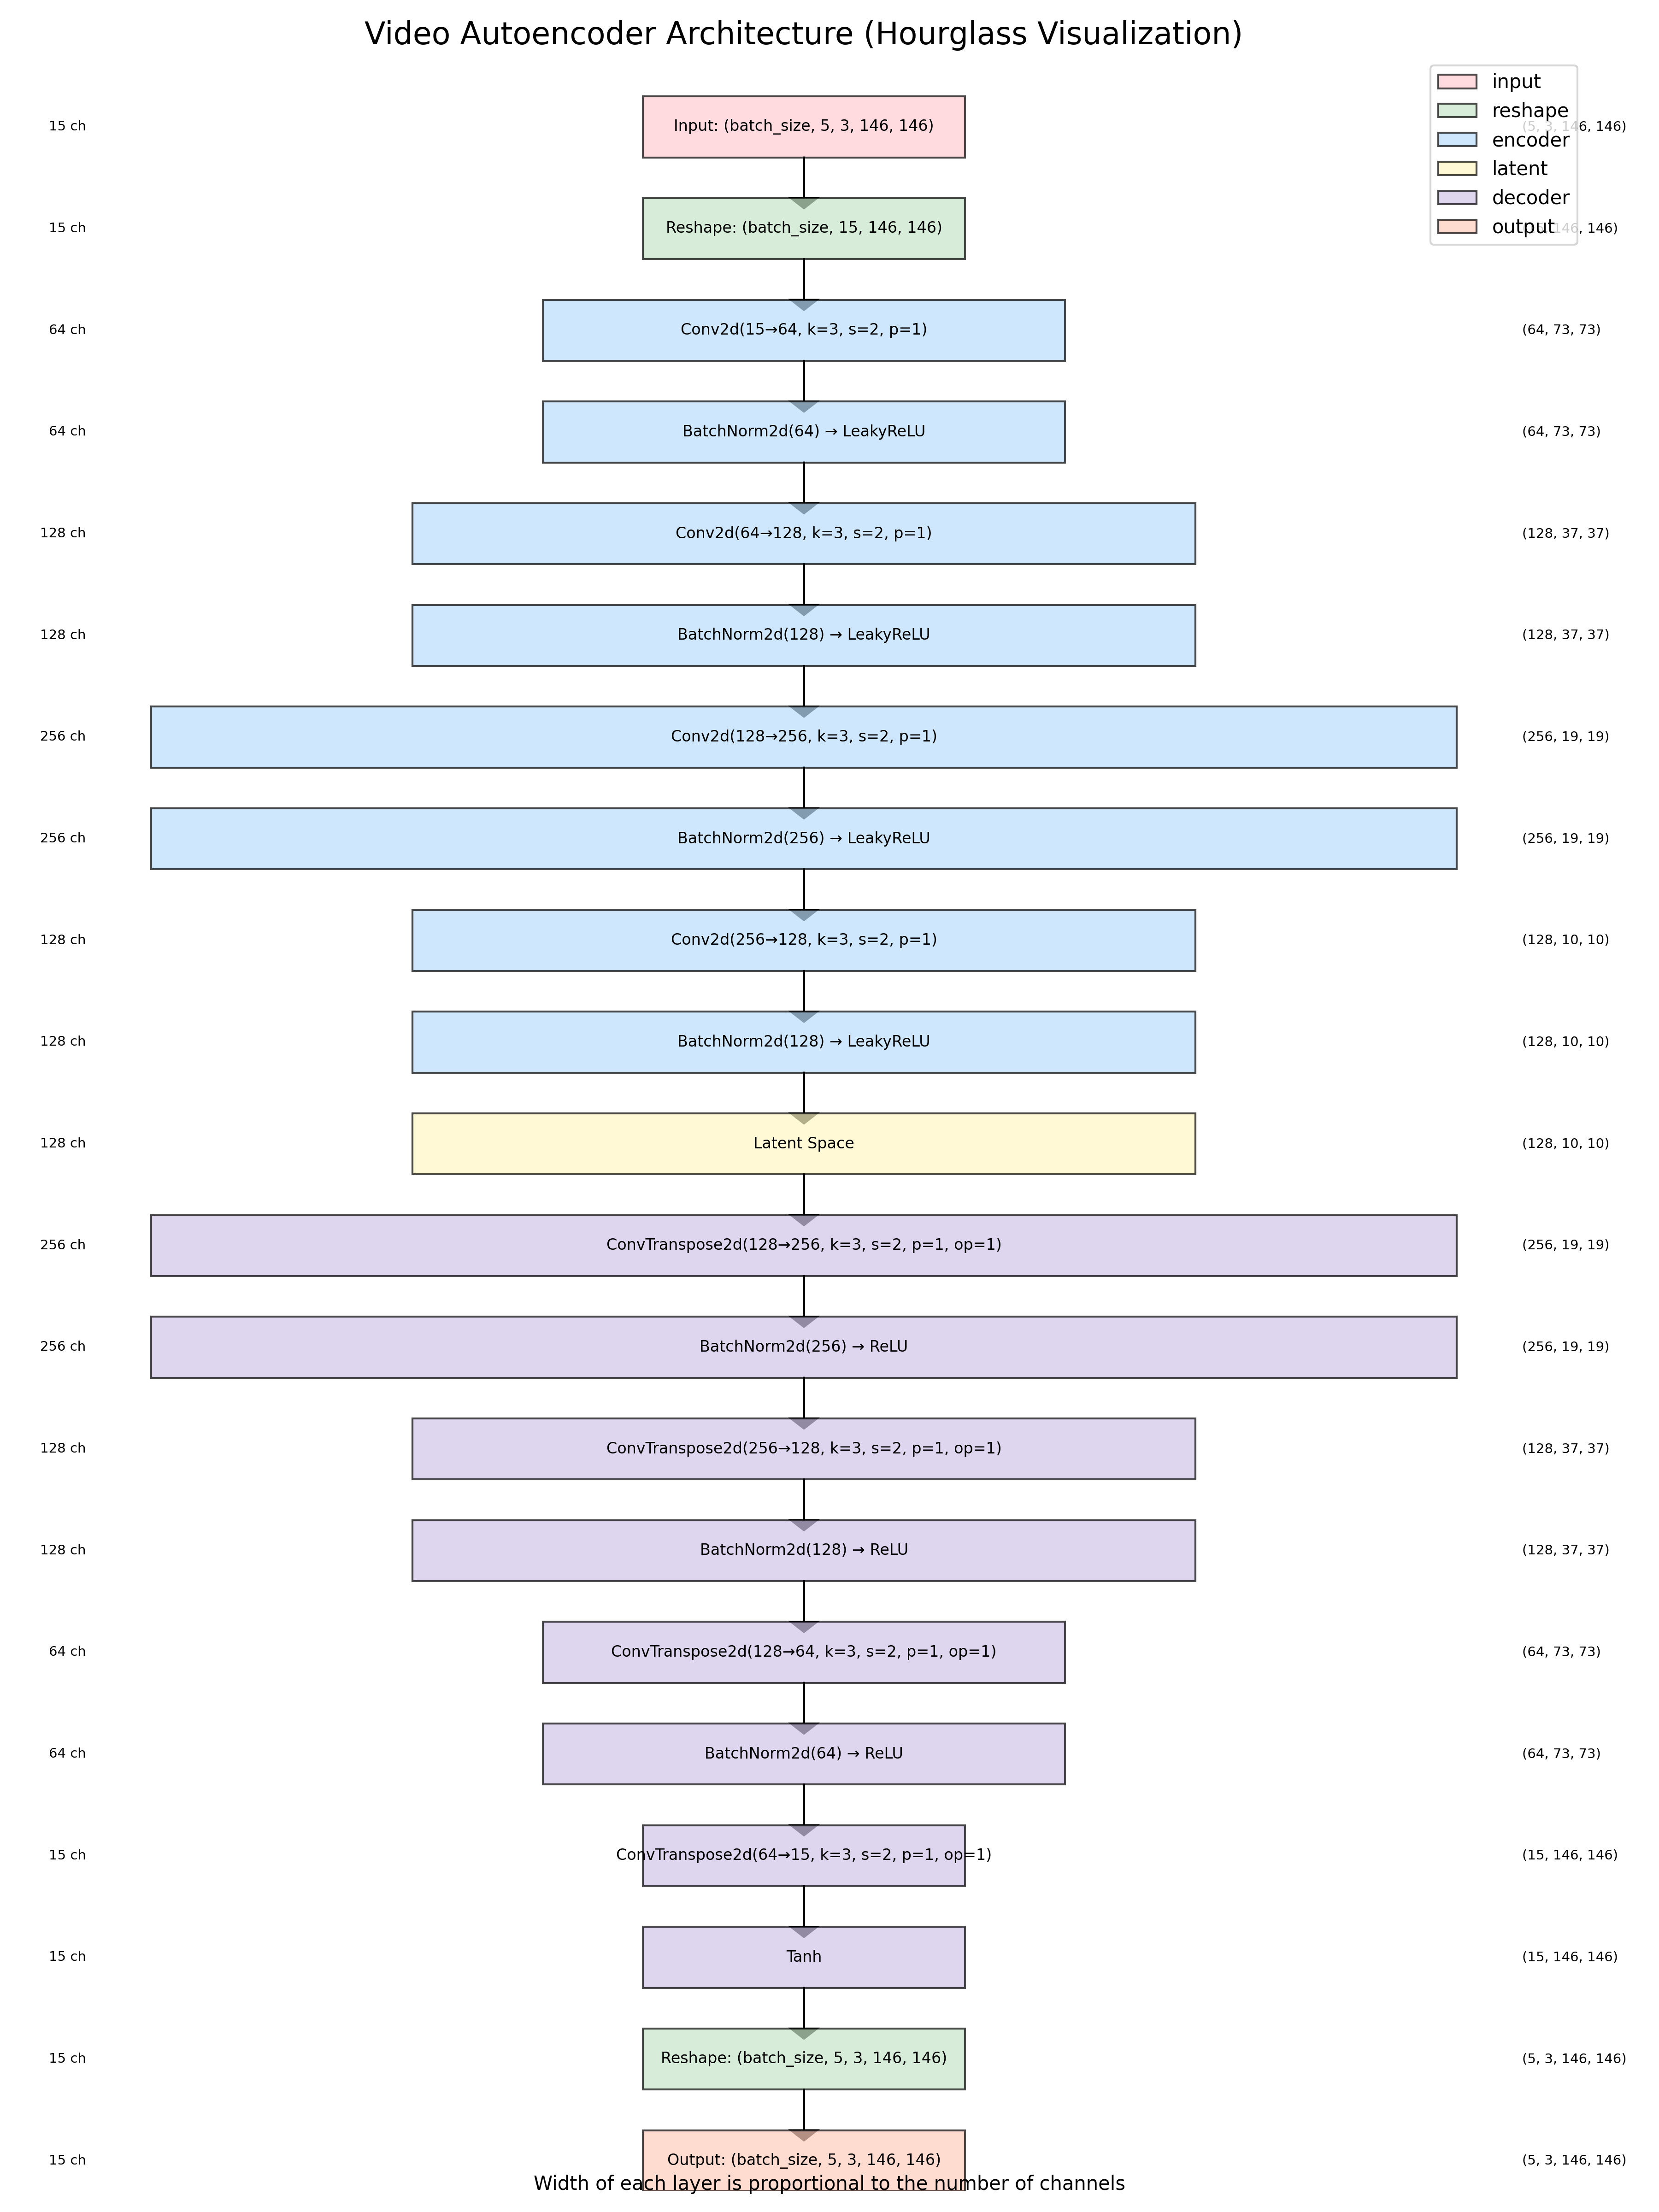 Video Autoencoder Architecture (Hourglass Visualization)
input
reshape
encoder
latent
decoder
output
15 ch
Input: (batch_size, 5, 3, 146, 146)
(5, 3, 146, 146)
15 ch
Reshape: (batch_size, 15, 146, 146)
146, 146)
64 ch
Conv2d(15→64, k=3, s=2, p=1)
(64, 73, 73)
64 ch
BatchNorm2d(64) → LeakyReLU
(64, 73, 73)
128 ch
Conv2d(64→128, k=3, s=2, p=1)
(128, 37, 37)
128 ch
BatchNorm2d(128) → LeakyReLU
(128, 37, 37)
256 ch
Conv2d(128→256, k=3, s=2, p=1)
(256, 19, 19)
256 ch
BatchNorm2d(256) → LeakyReLU
(256, 19, 19)
128 ch
Conv2d(256→128, k=3, s=2, p=1)
(128, 10, 10)
128 ch
BatchNorm2d(128) → LeakyReLU
(128, 10, 10)
128 ch
Latent Space
(128, 10, 10)
256 ch
ConvTranspose2d(128→256, k=3, s=2, p=1, op=1)
(256, 19, 19)
256 ch
BatchNorm2d(256) → ReLU
(256, 19, 19)
128 ch
ConvTranspose2d(256→128, k=3, s=2, p=1, op=1)
(128, 37, 37)
128 ch
BatchNorm2d(128) → ReLU
(128, 37, 37)
64 ch
ConvTranspose2d(128→64, k=3, s=2, p=1, op=1)
(64, 73, 73)
64 ch
BatchNorm2d(64) → ReLU
(64, 73, 73)
15 ch
ConvTranspose2d(64→15, k=3, s=2, p=1, op=1)
(15, 146, 146)
15 ch
Tanh
(15, 146, 146)
15 ch
Reshape: (batch_size, 5, 3, 146, 146)
(5, 3, 146, 146)
15 ch
Output: (batch_size, 5, 3, 146, 146)
(5, 3, 146, 146)
Width of each layer is proportional to the number of channels